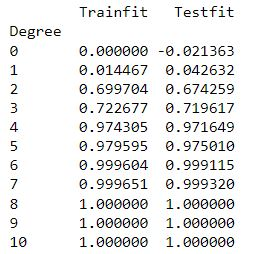 Trainfit Testfit
Degree
0 0.000000 -0.021363
1 0.014467 0.042632
2 0.699704 0.674259
3 0.722677 0.719617
4 0.974305 0.971649
5 0.979595 0.975010
6 0.999604 0.999115
7 0.999651 0.999320
8 1.000000 1.000000
9 1.000000 1.000000
10 1.000000 1.000000